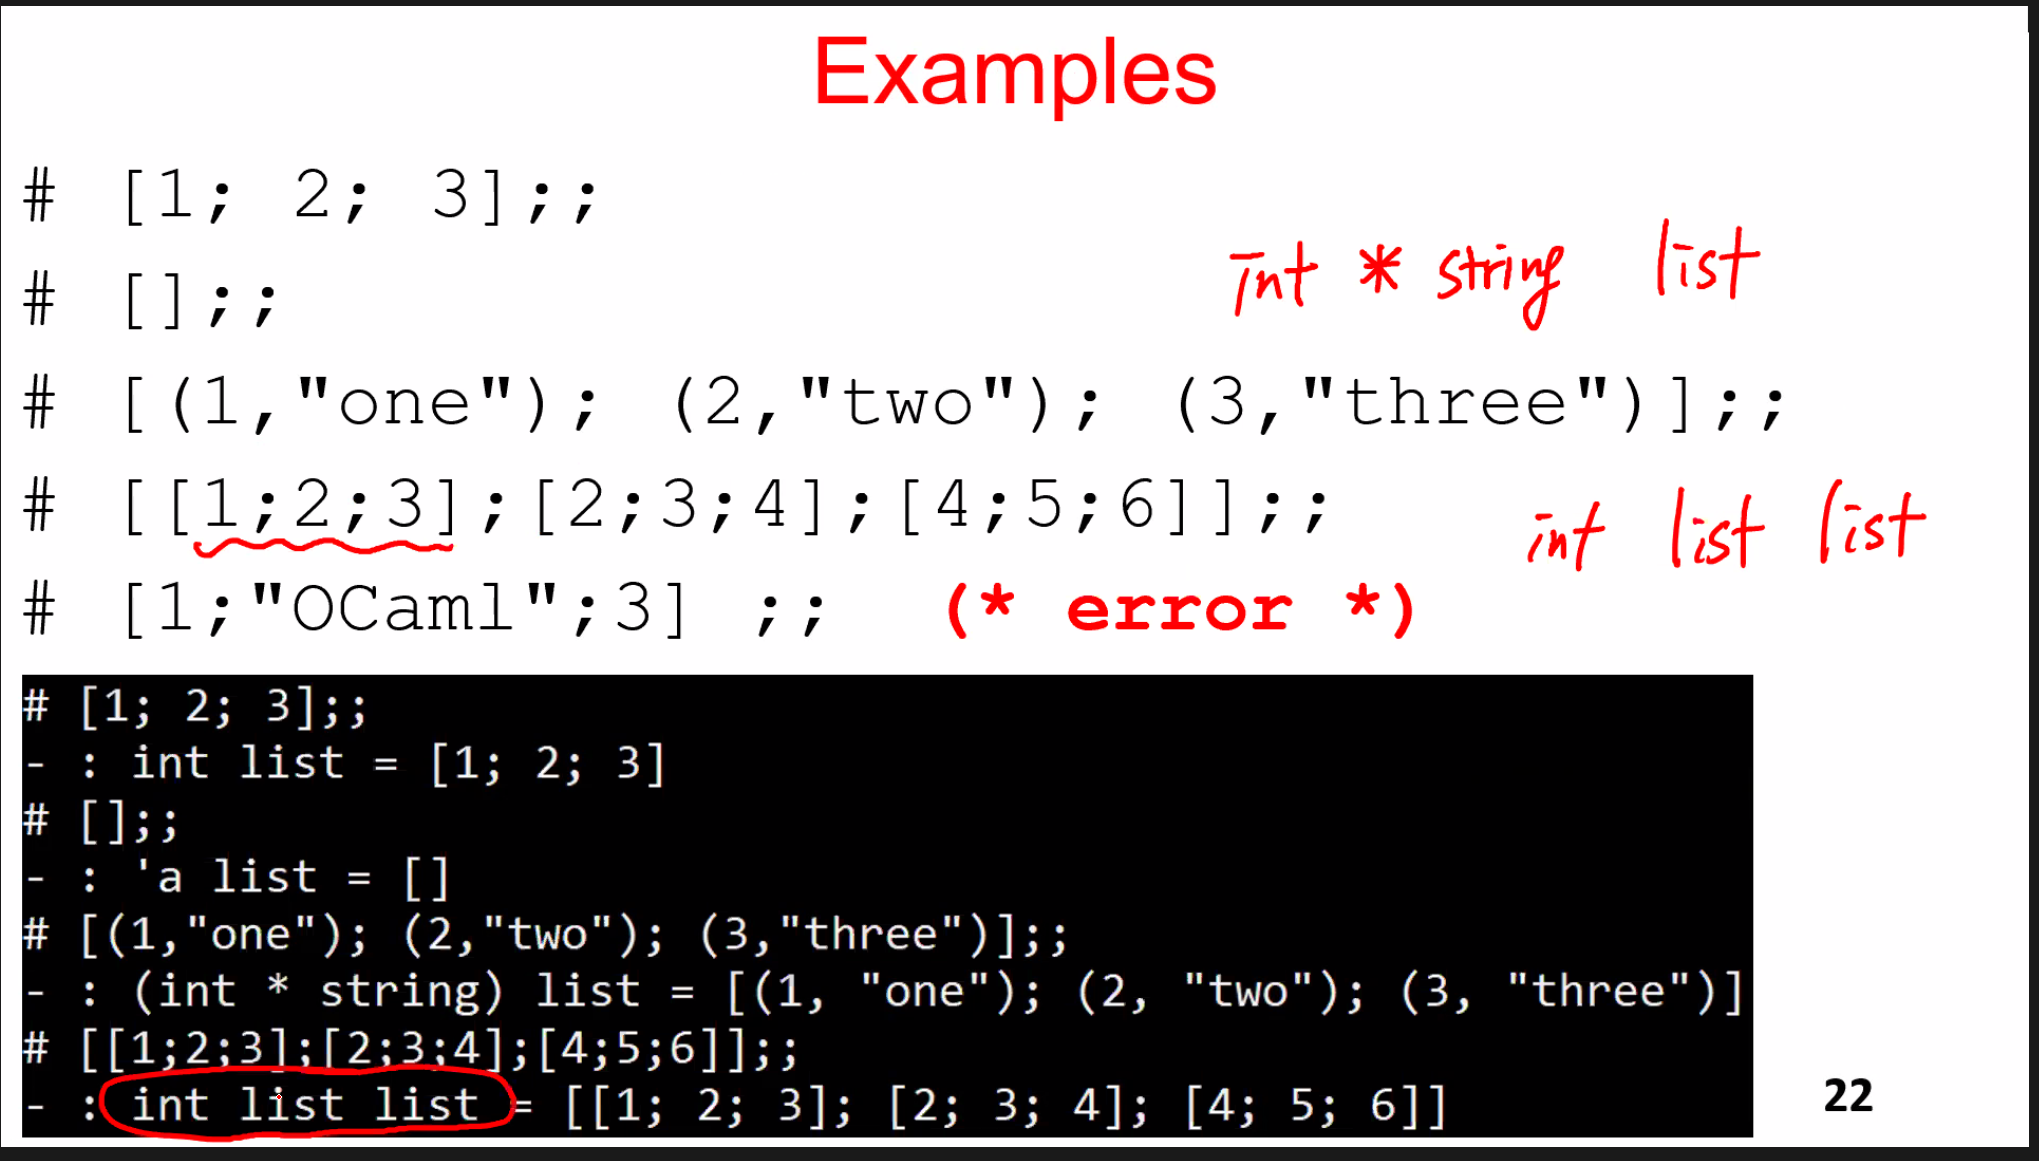 Examples
# [1; 2; 3];;
int * string list
# [];;
# [(1,"one"); (2,"two"); (3,"three")];;
# [[1;2;3];[2;3;4];[4;5;6]];;
int list list
# [1;"OCaml";3] ;; (* error *)
# [1; 2; 3];;
- : int list = [1; 2; 3]
# [];;
- : 'a list = []
# [(1,"one"); (2,"two"); (3,"three")];;
- : (int * string) list = [(1, "one"); (2, "two"); (3, "three")]
# [[1;2;3];[2;3;4];[4;5;6]];;
- : int list list = [[1; 2; 3]; [2; 3; 4]; [4; 5; 6]]
22